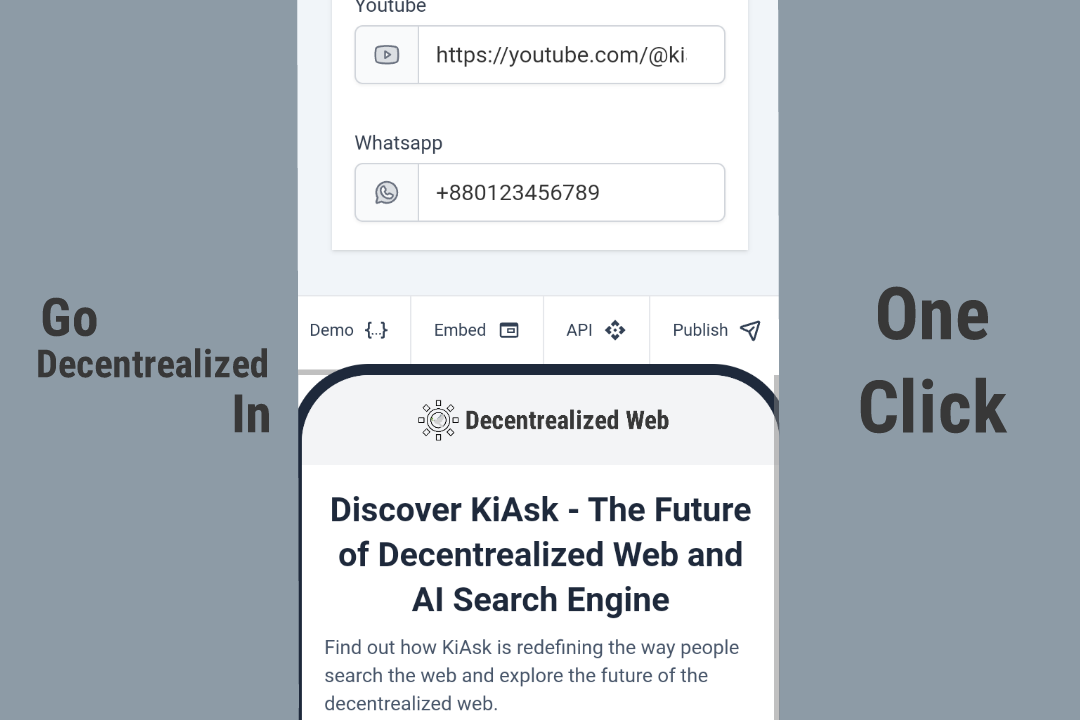 Youtube
https://youtube.com/@ki
Whatsapp
+880123456789
Go
Decentrealized
In
One
Click
Demo
Embed
API
Publish
Decentrealized Web
Discover KiAsk - The Future
of Decentrealized Web and
AI Search Engine
Find out how KiAsk is redefining the way people
search the web and explore the future of the
decentrealized web.